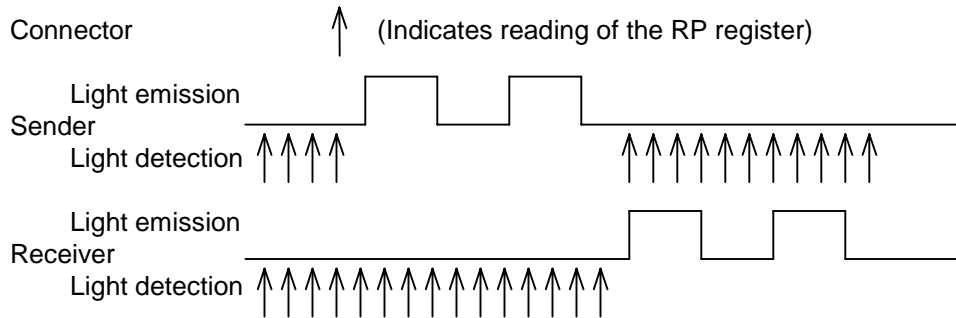 Connector (Indicates reading of the RP register)
Light emission
Sender
Light detection
Light emission
Receiver
Light detection